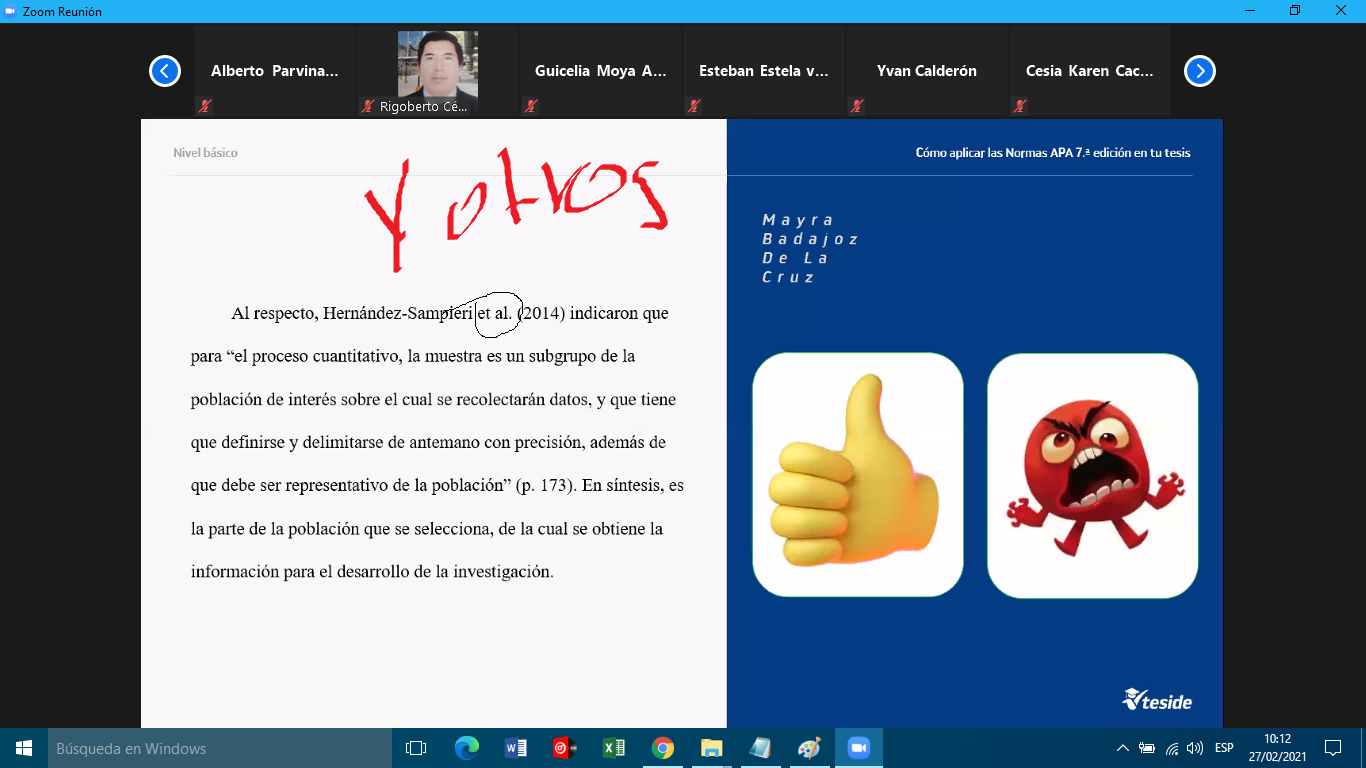 Zoom Reunión
Alberto Parvina...
Rigoberto Cé...
Guicelia Moya A...
Esteban Estela v...
Yvan Calderón
Cesia Karen Cac...
Nivel básico
Cómo aplicar las Normas APA 7.ª edición en tu tesis
Y otros
Mayra
Badajoz
De La
Cruz
Al respecto, Hernández-Sampieri et al. (2014) indicaron que
para “el proceso cuantitativo, la muestra es un subgrupo de la
población de interés sobre el cual se recolectarán datos, y que tiene
que definirse y delimitarse de antemano con precisión, además de
que debe ser representativo de la población” (p. 173). En síntesis, es
la parte de la población que se selecciona, de la cual se obtiene la
información para el desarrollo de la investigación.
teside
Búsqueda en Windows
ESP
10:12
27/02/2021